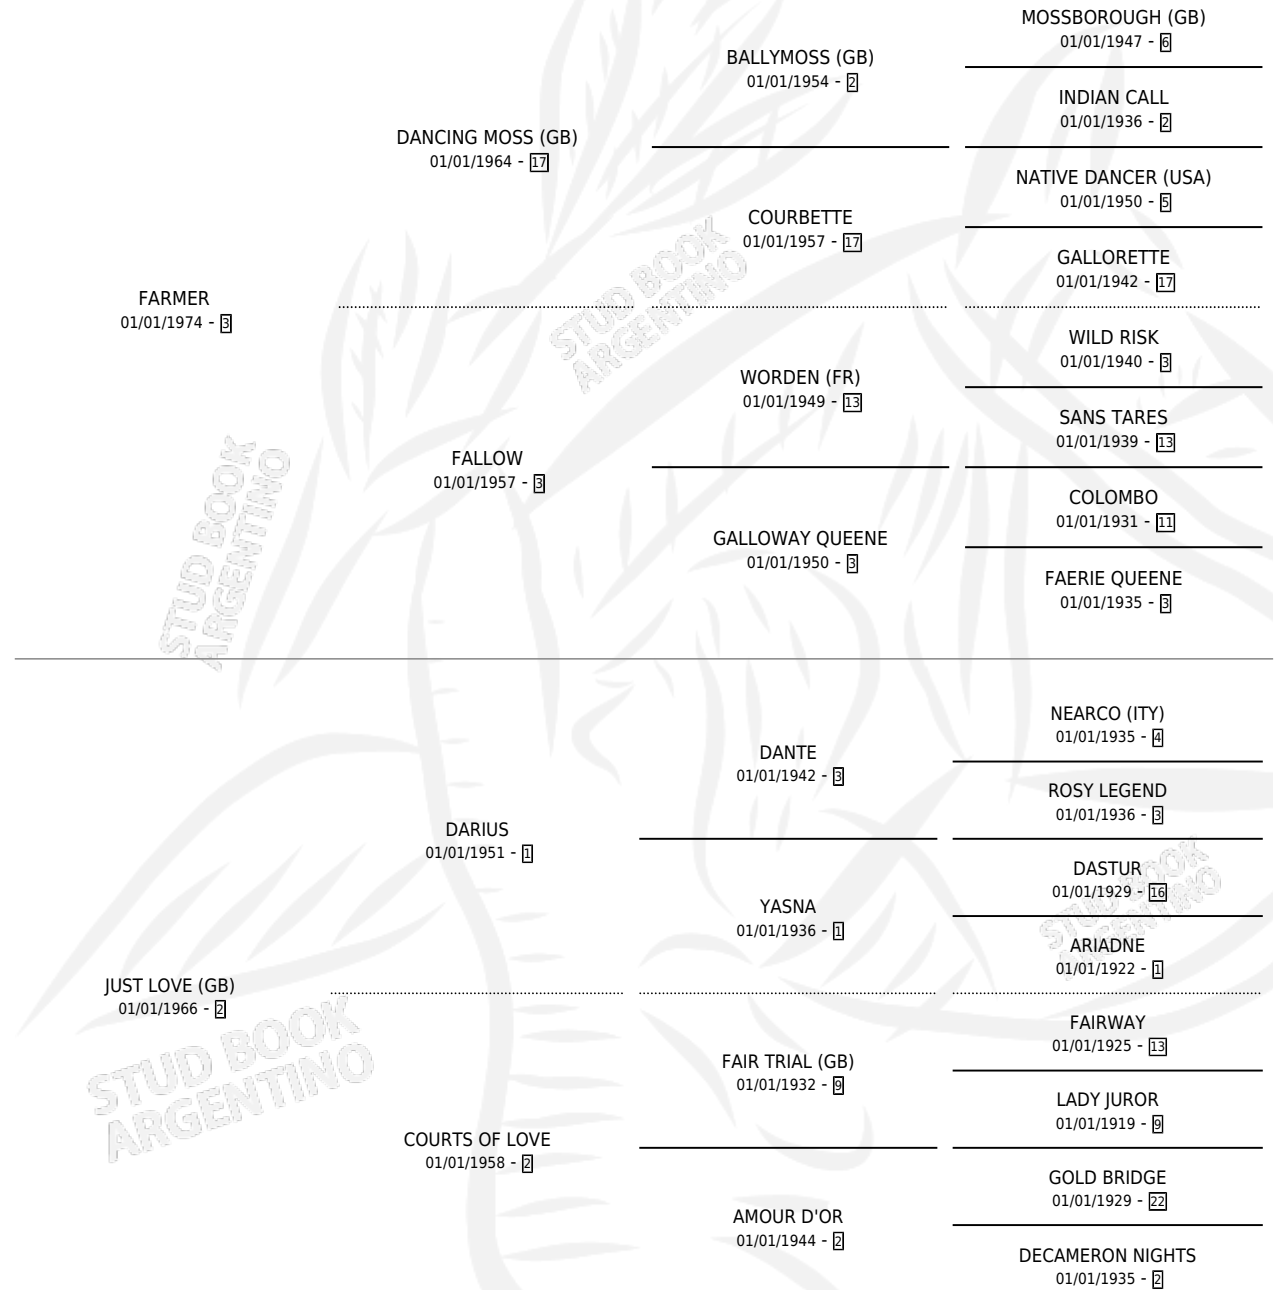 MOSSBOROUGH (GB)
01/01/1947 - 6
BALLYMOSS (GB)
01/01/1954 - 2
INDIAN CALL
01/01/1936 - 2
DANCING MOSS (GB)
01/01/1964 - 17
NATIVE DANCER (USA)
01/01/1950 - 5
COURBETTE
01/01/1957 - 17
GALLORETTE
01/01/1942 - 17
FARMER
01/01/1974 - 3
WILD RISK
01/01/1940 - 3
WORDEN (FR)
01/01/1949 - 13
SANS TARES
01/01/1939 - 13
FALLOW
01/01/1957 - 3
COLOMBO
01/01/1931 - 11
GALLOWAY QUEENE
01/01/1950 - 3
FAERIE QUEENE
01/01/1935 - 3
NEARCO (ITY)
01/01/1935 - 4
DANTE
01/01/1942 - 3
ROSY LEGEND
01/01/1936 - 3
DARIUS
01/01/1951 - 1
DASTUR
01/01/1929 - 16
YASNA
01/01/1936 - 1
ARIADNE
01/01/1922 - 1
JUST LOVE (GB)
01/01/1966 - 2
FAIRWAY
01/01/1925 - 13
FAIR TRIAL (GB)
01/01/1932 - 9
LADY JUROR
01/01/1919 - 9
COURTS OF LOVE
01/01/1958 - 2
GOLD BRIDGE
01/01/1929 - 22
AMOUR D'OR
01/01/1944 - 2
DECAMERON NIGHTS
01/01/1935 - 2
STUD BOOK
ARGENTINO
STUD BOOK
ARGENTINO
STUD BOOK
ARGENTINO
STUD BOOK
ARGENTINO